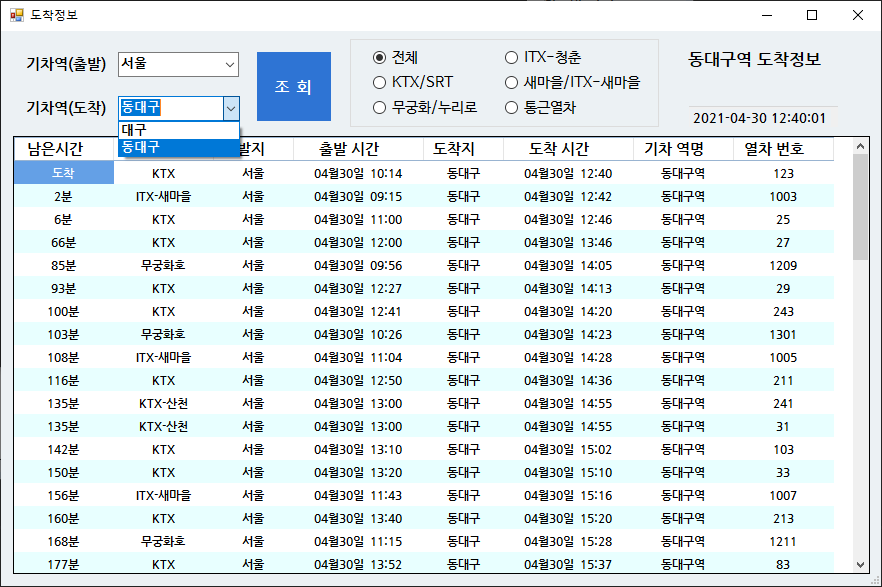 도착정보
기차역(출발) 서울
기차역(도착) 동대구
대구
동대구
조 회
전체 ITX-청춘
KTX/SRT 새마을/ITX-새마을
무궁화/누리로 통근열차
동대구역 도착정보
2021-04-30 12:40:01
남은시간 발지 출발 시간 도착지 도착 시간 기차 역명 열차 번호
도착 KTX 서울 04월30일 10:14 동대구 04월30일 12:40 동대구역 123
2분 ITX-새마을 서울 04월30일 09:15 동대구 04월30일 12:42 동대구역 1003
6분 KTX 서울 04월30일 11:00 동대구 04월30일 12:46 동대구역 25
66분 KTX 서울 04월30일 12:00 동대구 04월30일 13:46 동대구역 27
85분 무궁화호 서울 04월30일 09:56 동대구 04월30일 14:05 동대구역 1209
93분 KTX 서울 04월30일 12:27 동대구 04월30일 14:13 동대구역 29
100분 KTX 서울 04월30일 12:41 동대구 04월30일 14:20 동대구역 243
103분 무궁화호 서울 04월30일 10:26 동대구 04월30일 14:23 동대구역 1301
108분 ITX-새마을 서울 04월30일 11:04 동대구 04월30일 14:28 동대구역 1005
116분 KTX 서울 04월30일 12:50 동대구 04월30일 14:36 동대구역 211
135분 KTX-산천 서울 04월30일 13:00 동대구 04월30일 14:55 동대구역 241
135분 KTX-산천 서울 04월30일 13:00 동대구 04월30일 14:55 동대구역 31
142분 KTX 서울 04월30일 13:10 동대구 04월30일 15:02 동대구역 103
150분 KTX 서울 04월30일 13:20 동대구 04월30일 15:10 동대구역 33
156분 ITX-새마을 서울 04월30일 11:43 동대구 04월30일 15:16 동대구역 1007
160분 KTX 서울 04월30일 13:40 동대구 04월30일 15:20 동대구역 213
168분 무궁화호 서울 04월30일 11:15 동대구 04월30일 15:28 동대구역 1211
177분 KTX 서울 04월30일 13:52 동대구 04월30일 15:37 동대구역 83